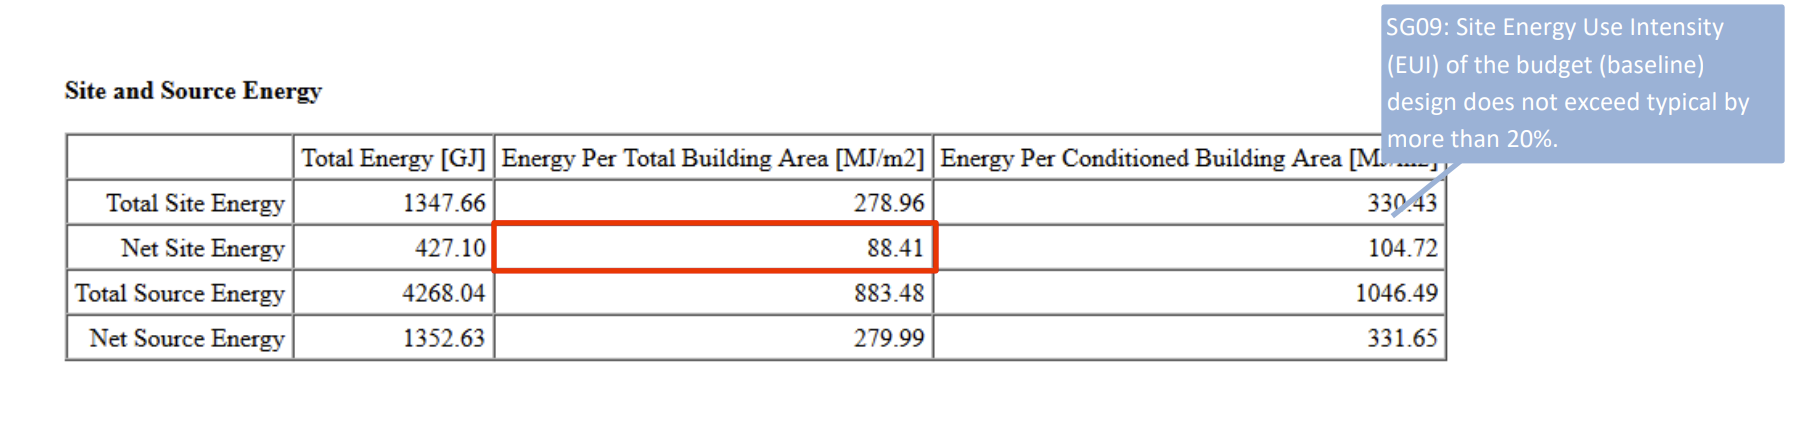 SG09: Site Energy Use Intensity
(EUI) of the budget (baseline)
design does not exceed typical by
more than 20%.
Site and Source Energy
Total Energy [GJ] Energy Per Total Building Area [MJ/m2] Energy Per Conditioned Building Area
Total Site Energy 1347.66 278.96 330.43
Net Site Energy 427.10 88.41 104.72
Total Source Energy 4268.04 883.48 1046.49
Net Source Energy 1352.63 279.99 331.65